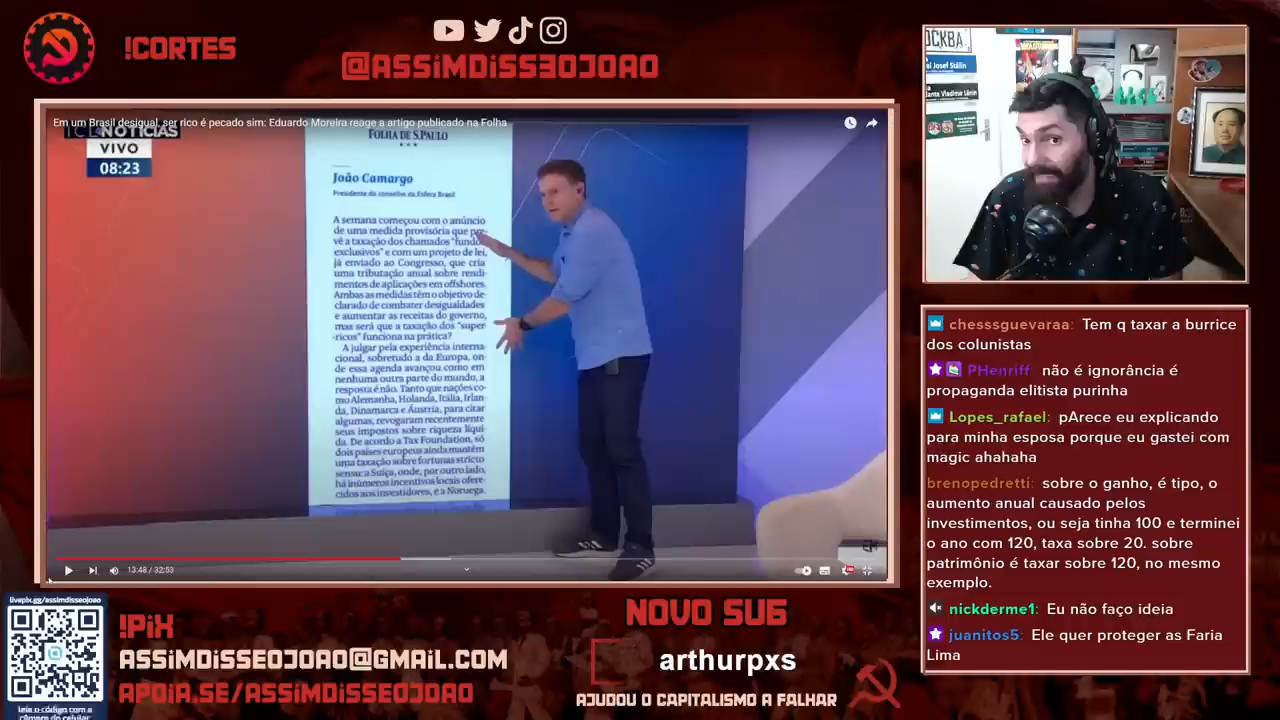 !CORTES
@ASSIMDISSEOJOAO
Em um Brasil desigual, ser rico é pecado sim: Eduardo Moreira reage a artigo publicado na Folha
NOTÍCIAS
VIVO
08:23
FOLHA DE S.PAULO
João Camargo
Presidente do conselho da Esfera Brasil
A semana começou com o anúncio
de uma medida provisória que pre-
vê a taxação dos chamados "fundos
exclusivos" e com um projeto de lei,
já enviado ao Congresso, que cria
uma tributação anual sobre rendi-
mentos de aplicações em offshores.
Ambas as medidas têm o objetivo de-
clarado de combater desigualdades
e aumentar as receitas do governo,
mas será que a taxação dos "super-
-ricos" funciona na prática?
A julgar pela experiência interna-
cional, sobretudo a da Europa, on-
de essa agenda avançou como em
nenhuma outra parte do mundo, a
resposta é não. Tanto que nações co-
mo Alemanha, Holanda, Itália, Irlan-
da, Dinamarca e Áustria, para citar
algumas, revogaram recentemente
seus impostos sobre riqueza líqui-
da. De acordo a Tax Foundation, só
dois países europeus ainda mantêm
uma taxação sobre fortunas stricto
sensu: a Suíça, onde, por outro lado,
há inúmeros incentivos locais ofere-
cidos aos investidores, e a Noruega.
13:48 / 32:53
chesssguevaraa: Tem q taxar a burrice
dos colunistas
PHenriff não é ignorância é
propaganda elitista purinha
Lopes_rafael: pArece eu explicando
para minha esposa porque eu gastei com
magic ahahaha
brenopedretti: sobre o ganho, é tipo, o
aumento anual causado pelos
investimentos, ou seja tinha 100 e terminei
o ano com 120, taxa sobre 20. sobre
patrimônio é taxar sobre 120, no mesmo
exemplo.
nickderme1: Eu não faço ideia
juanitos5: Ele quer proteger as Faria
Lima
livepix.gg/assimdisseojoao
leia o código com a
câmera do celular
!PIX
ASSIMDISSEOJOAO@GMAIL.COM
APOIA.SE/ASSIMDISSEOJOAO
NOVO SUB
arthurpxs
AJUDOU O CAPITALISMO A FALHAR